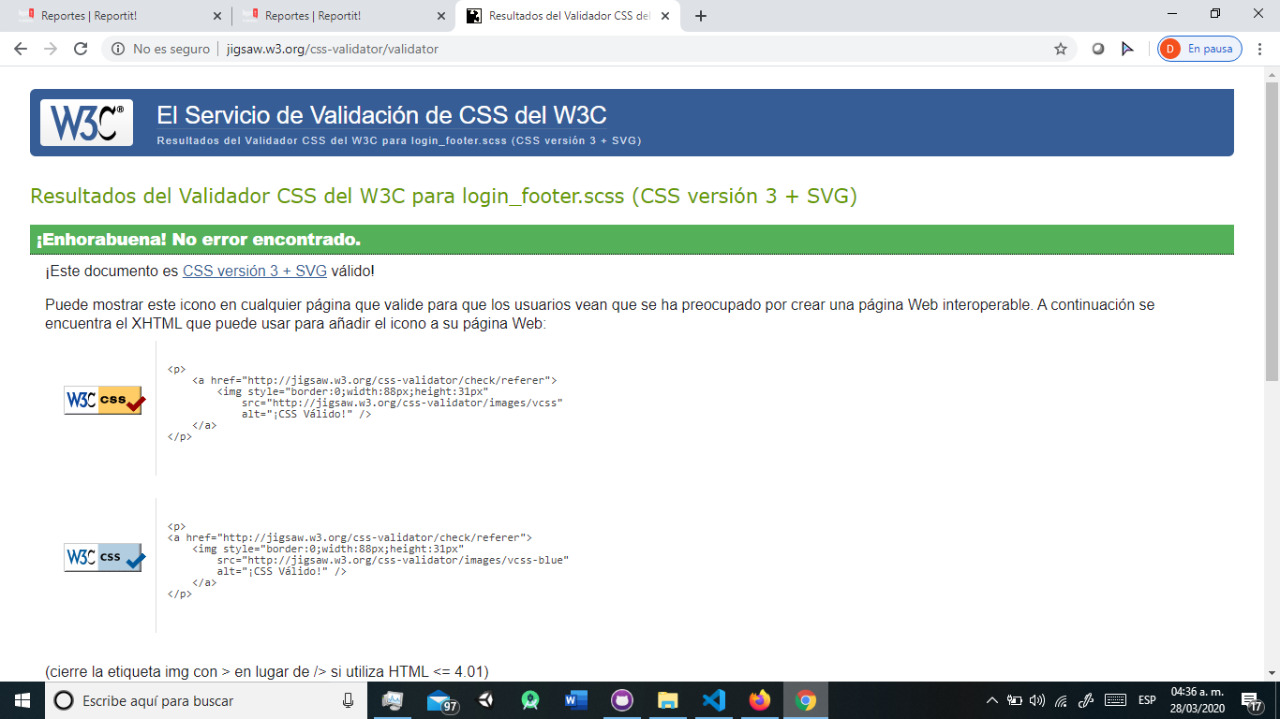 Reportes | Reportit!
Reportes | Reportit!
Resultados del Validador CSS del
No es seguro | jigsaw.w3.org/css-validator/validator
D En pausa
W3C® El Servicio de Validación de CSS del W3C
Resultados del Validador CSS del W3C para login_footer.scss (CSS versión 3 + SVG)
Resultados del Validador CSS del W3C para login_footer.scss (CSS versión 3 + SVG)
¡Enhorabuena! No error encontrado.
¡Este documento es CSS versión 3 + SVG válido!
Puede mostrar este icono en cualquier página que valide para que los usuarios vean que se ha preocupado por crear una página Web interoperable. A continuación se
encuentra el XHTML que puede usar para añadir el icono a su página Web:
W3C css
<p>
<a href="http://jigsaw.w3.org/css-validator/check/referer">
<img style="border:0;width:88px;height:31px"
src="http://jigsaw.w3.org/css-validator/images/vcss"
alt="¡CSS Válido!" />
</a>
</p>
W3C css
<p>
<a href="http://jigsaw.w3.org/css-validator/check/referer">
<img style="border:0;width:88px;height:31px"
src="http://jigsaw.w3.org/css-validator/images/vcss-blue"
alt="¡CSS Válido!" />
</a>
</p>
(cierre la etiqueta img con > en lugar de /> si utiliza HTML <= 4.01)
Escribe aquí para buscar
97
ESP
04:36 a. m.
28/03/2020
17